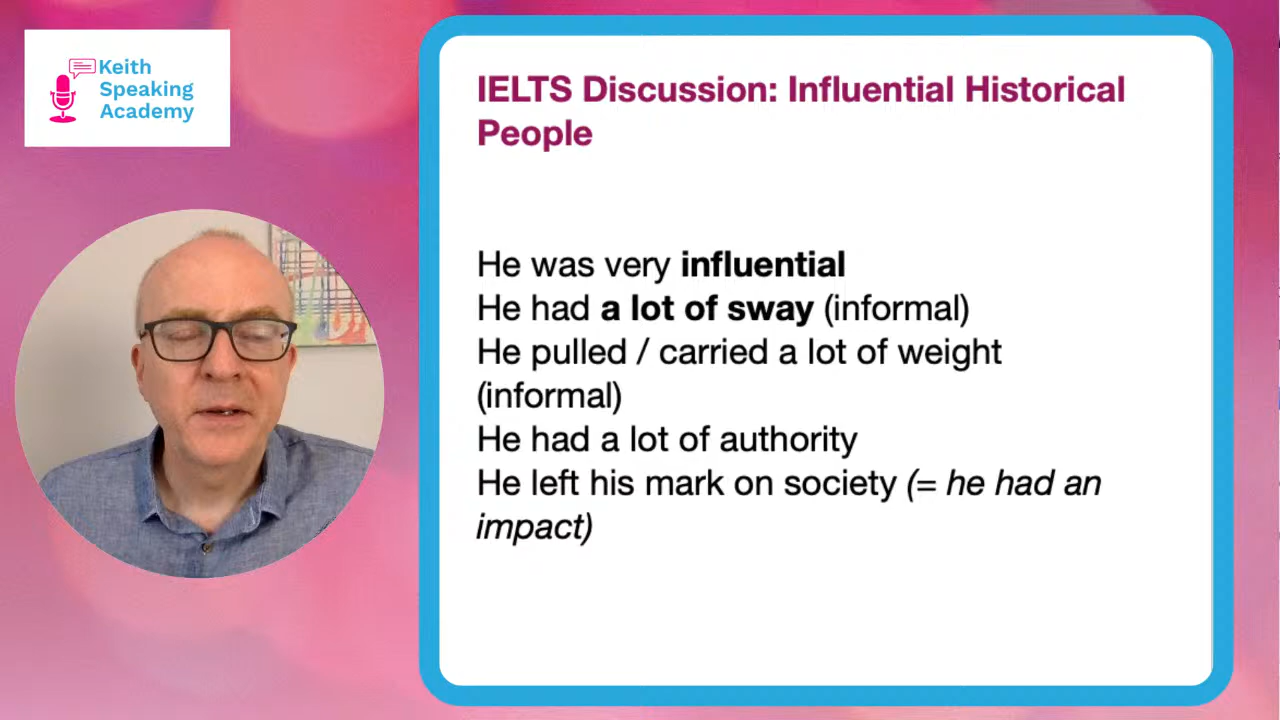 Keith
Speaking
Academy
IELTS Discussion: Influential Historical
People
He was very influential
He had a lot of sway (informal)
He pulled / carried a lot of weight
(informal)
He had a lot of authority
He left his mark on society (= he had an
impact)